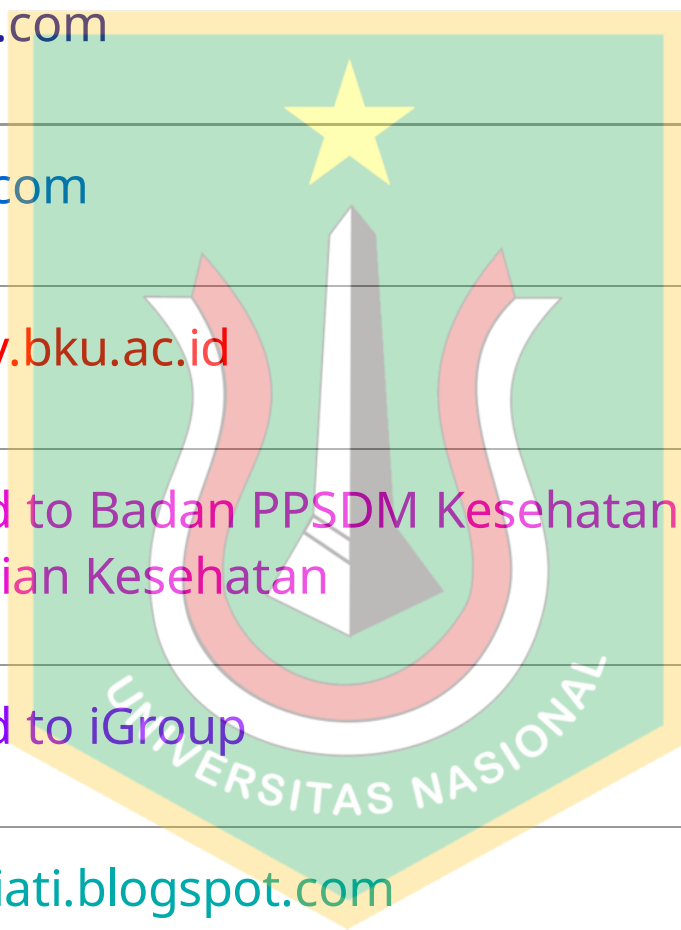 .com
com
.bku.ac.id
d to Badan PPSDM Kesehatan
ian Kesehatan
d to iGroup
UNIVERSITAS NASIONAL
iati.blogspot.com